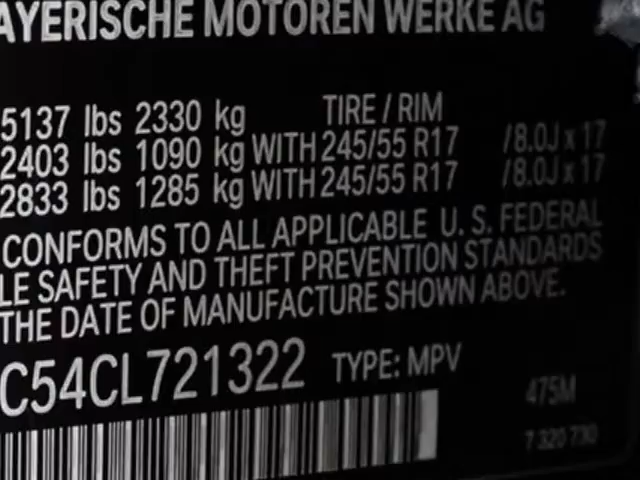 AYERISCHE MOTOREN WERKE AG
TIRE / RIM
5137 lbs 2330 kg
2403 lbs 1090 kg WITH 245/55 R17 /8.0J x 17
2833 lbs 1285 kg WITH 245/55 R17 /8.0J x 17
CONFORMS TO ALL APPLICABLE U. S. FEDERAL
LE SAFETY AND THEFT PREVENTION STANDARDS
THE DATE OF MANUFACTURE SHOWN ABOVE.
C54CL721322 TYPE: MPV
475M
7 320 730